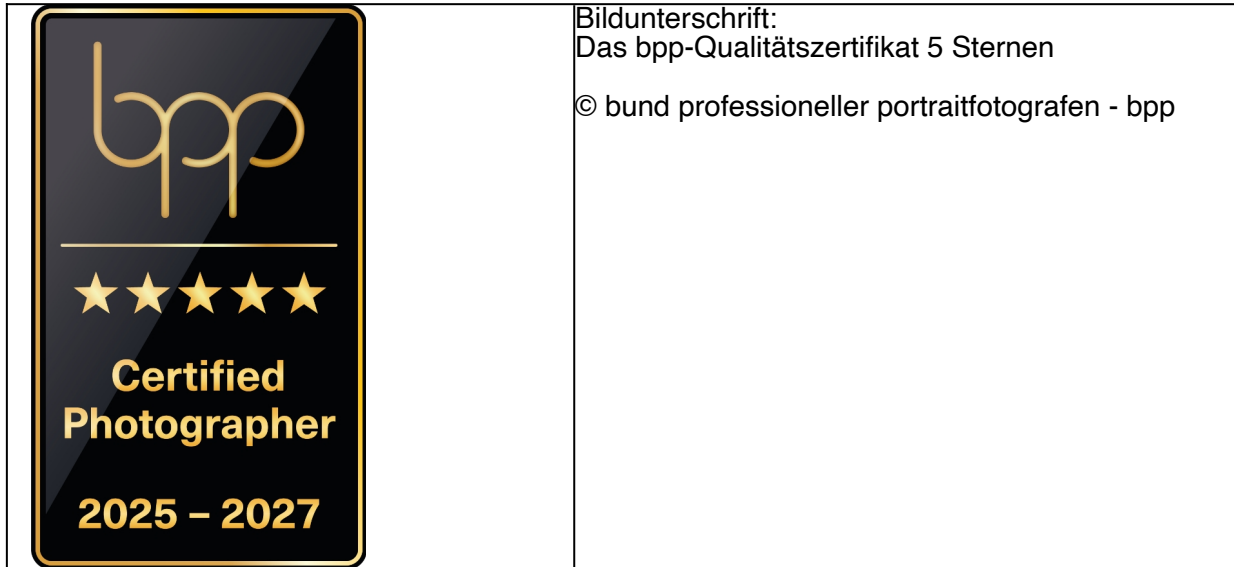 bpp
Certified
Photographer
2025 – 2027
Bildunterschrift:
Das bpp-Qualitätszertifikat 5 Sternen
© bund professioneller portraitfotografen - bpp